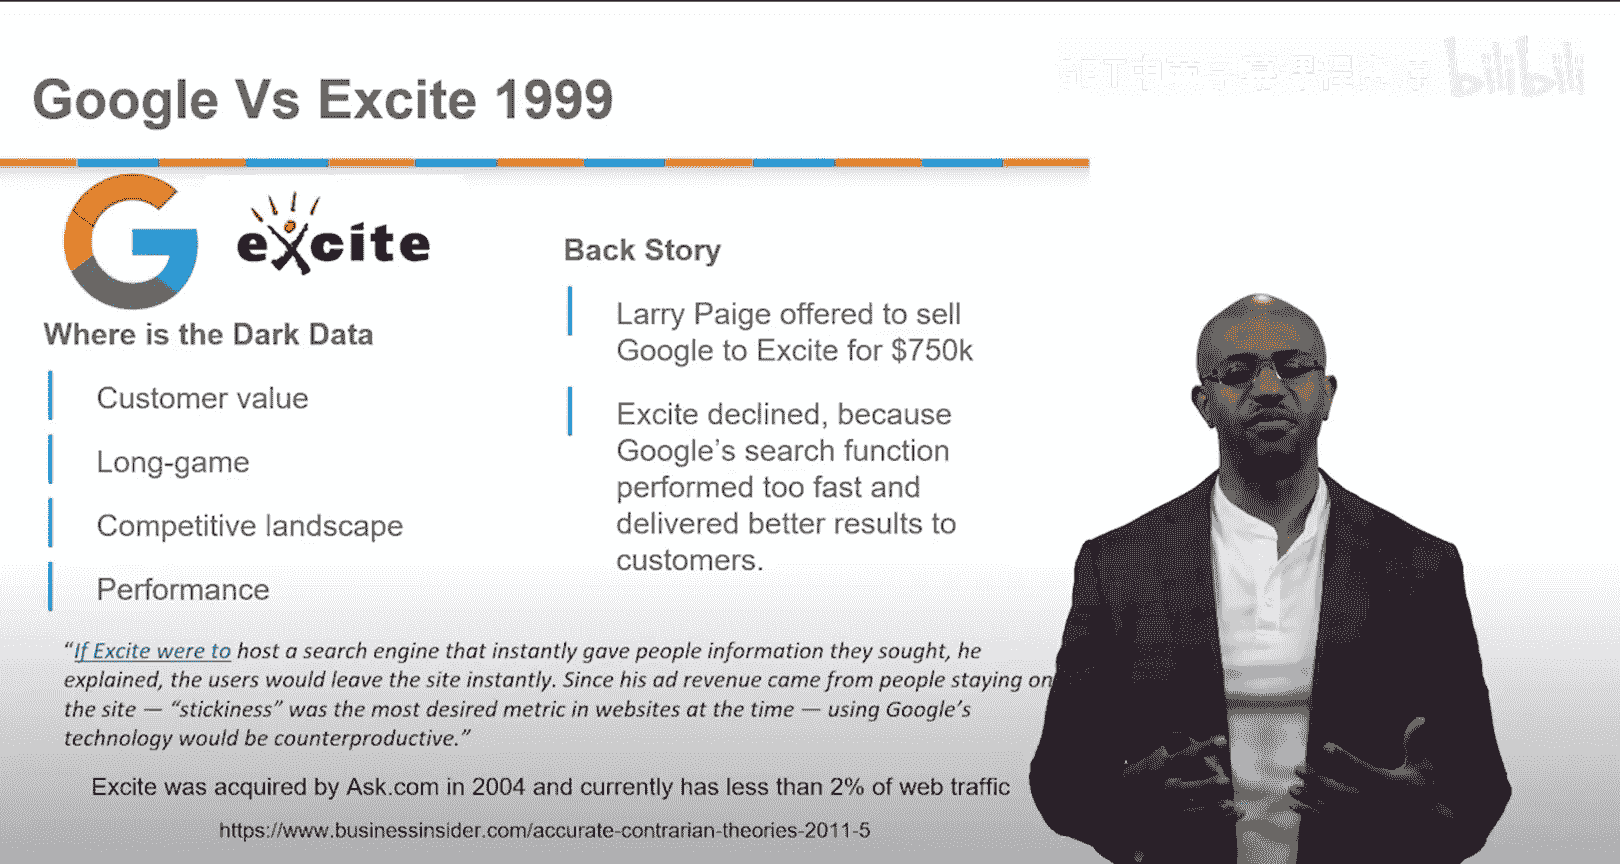 Google Vs Excite 1999
bilibili
excite
Where is the Dark Data
Customer value
Long-game
Competitive landscape
Performance
Back Story
Larry Paige offered to sell
Google to Excite for $750k
Excite declined, because
Google’s search function
performed too fast and
delivered better results to
customers.
“If Excite were to host a search engine that instantly gave people information they sought, he
explained, the users would leave the site instantly. Since his ad revenue came from people staying on
the site — “stickiness” was the most desired metric in websites at the time — using Google’s
technology would be counterproductive.”
Excite was acquired by Ask.com in 2004 and currently has less than 2% of web traffic
https://www.businessinsider.com/accurate-contrarian-theories-2011-5